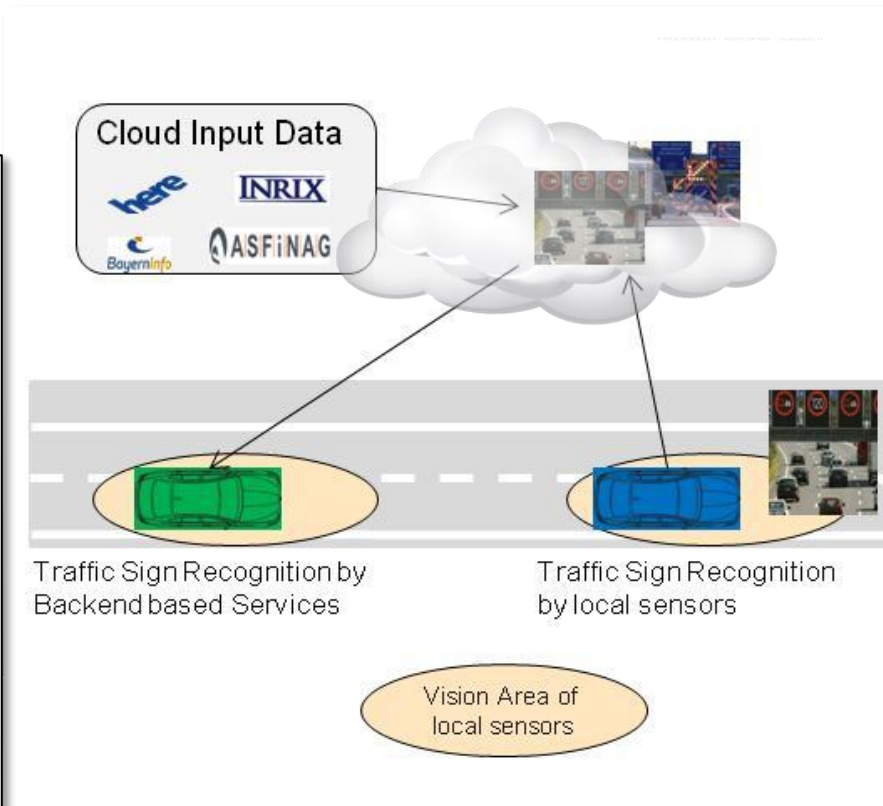 Cloud Input Data
here
INRIX
BayernInfo
ASFiNAG
Traffic Sign Recognition by
Backend based Services
Traffic Sign Recognition
by local sensors
Vision Area of
local sensors